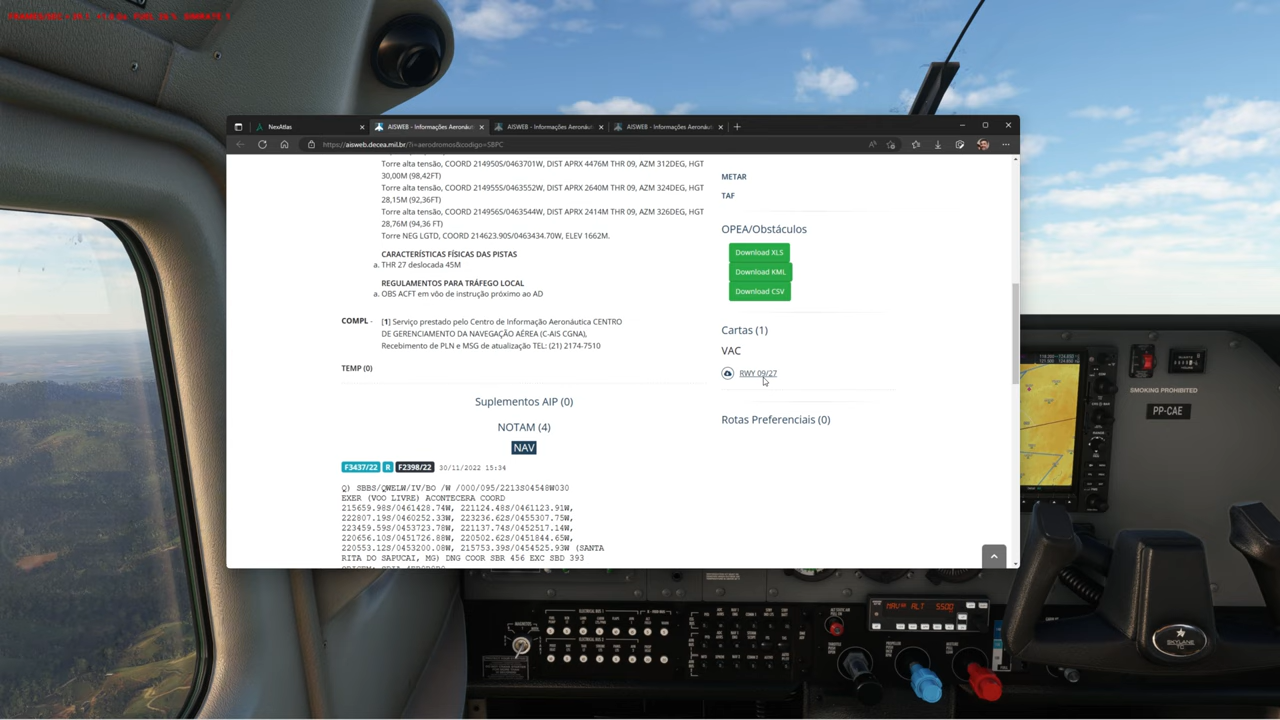 NexAtlas
AISWEB - Informações Aeronáut
AISWEB - Informações Aeronáut
AISWEB - Informações Aeronáut
https://aisweb.decea.mil.br/?i=aerodromos&codigo=SBPC
Torre alta tensão, COORD 214950S/0463701W, DIST APRX 4476M THR 09, AZM 312DEG, HGT
30,00M (98,42FT)
Torre alta tensão, COORD 214955S/0463552W, DIST APRX 2640M THR 09, AZM 324DEG, HGT
28,15M (92,36FT)
Torre alta tensão, COORD 214956S/0463544W, DIST APRX 2414M THR 09, AZM 326DEG, HGT
28,76M (94,36 FT)
Torre NEG LGTD, COORD 214623.90S/0463434.70W, ELEV 1662M.
CARACTERÍSTICAS FÍSICAS DAS PISTAS
a. THR 27 deslocada 45M
REGULAMENTOS PARA TRÁFEGO LOCAL
a. OBS ACFT em vôo de instrução próximo ao AD
COMPL - [1] Serviço prestado pelo Centro de Informação Aeronáutica CENTRO
DE GERENCIAMENTO DA NAVEGAÇÃO AÉREA (C-AIS CGNA),
Recebimento de PLN e MSG de atualização TEL: (21) 2174-7510
TEMP (0)
Suplementos AIP (0)
NOTAM (4)
NAV
F3437/22 R F2398/22 30/11/2022 15:34
Q) SBBS/QWELW/IV/BO /W /000/095/2213S04548W030
EXER (VOO LIVRE) ACONTECERA COORD
215659.98S/0461428.74W, 221124.48S/0461123.91W,
222807.19S/0460252.33W, 223236.62S/0455307.75W,
223459.59S/0453723.78W, 221137.74S/0452517.14W,
220656.10S/0451726.88W, 220502.62S/0451844.65W,
220553.12S/0453200.08W, 215753.39S/0454525.93W (SANTA
RITA DO SAPUCAI, MG) DNG COOR SBR 456 EXC SBD 393
METAR
TAF
OPEA/Obstáculos
Download XLS
Download KML
Download CSV
Cartas (1)
VAC
RWY 09/27
Rotas Preferenciais (0)
SMOKING PROHIBITED
PP-CAE
ALT 5500
SKYLANE